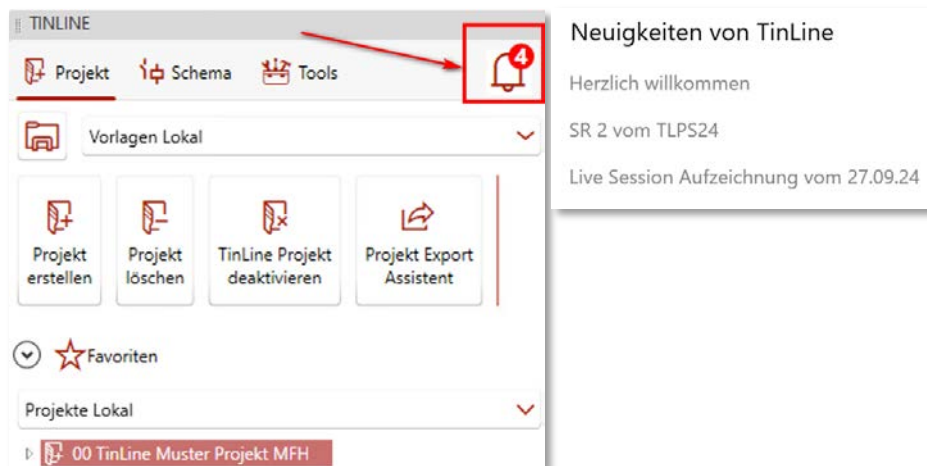 TINLINE
Projekt
Schema
Tools
4
Vorlagen Lokal
Projekt erstellen
Projekt löschen
TinLine Projekt deaktivieren
Projekt Export Assistent
Favoriten
Projekte Lokal
00 TinLine Muster Projekt MFH
Neuigkeiten von TinLine
Herzlich willkommen
SR 2 vom TLPS24
Live Session Aufzeichnung vom 27.09.24